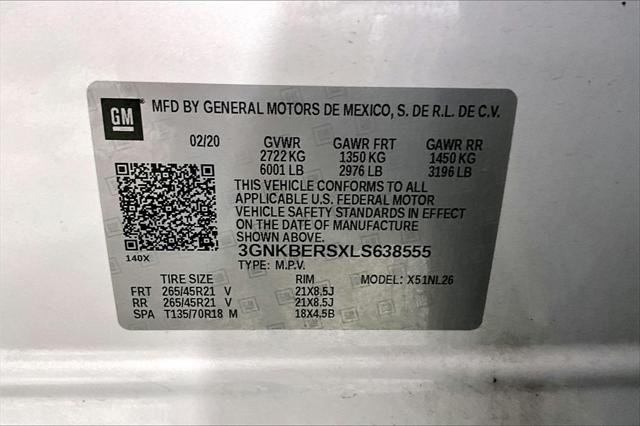 GM® MFD BY GENERAL MOTORS DE MEXICO, S. DE R.L. DE C.V.
02/20 GVWR GAWR FRT GAWR RR
2722 KG 1350 KG 1450 KG
6001 LB 2976 LB 3196 LB
THIS VEHICLE CONFORMS TO ALL
APPLICABLE U.S. FEDERAL MOTOR
VEHICLE SAFETY STANDARDS IN EFFECT
ON THE DATE OF MANUFACTURE
SHOWN ABOVE.
3GNKBERSXLS638555
140X TYPE: M.P.V.
TIRE SIZE RIM MODEL: X51NL26
FRT 265/45R21 V 21X8.5J
RR 265/45R21 V 21X8.5J
SPA T135/70R18 M 18X4.5B